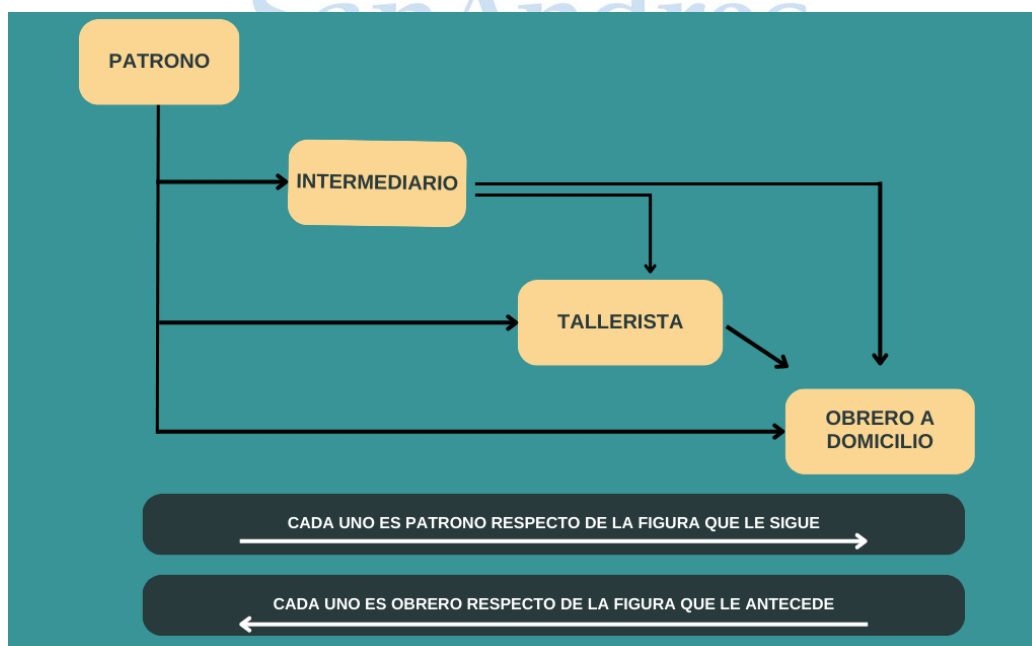 SanAndres
PATRONO
INTERMEDIARIO
TALLERISTA
OBRERO A
DOMICILIO
CADA UNO ES PATRONO RESPECTO DE LA FIGURA QUE LE SIGUE
CADA UNO ES OBRERO RESPECTO DE LA FIGURA QUE LE ANTECEDE